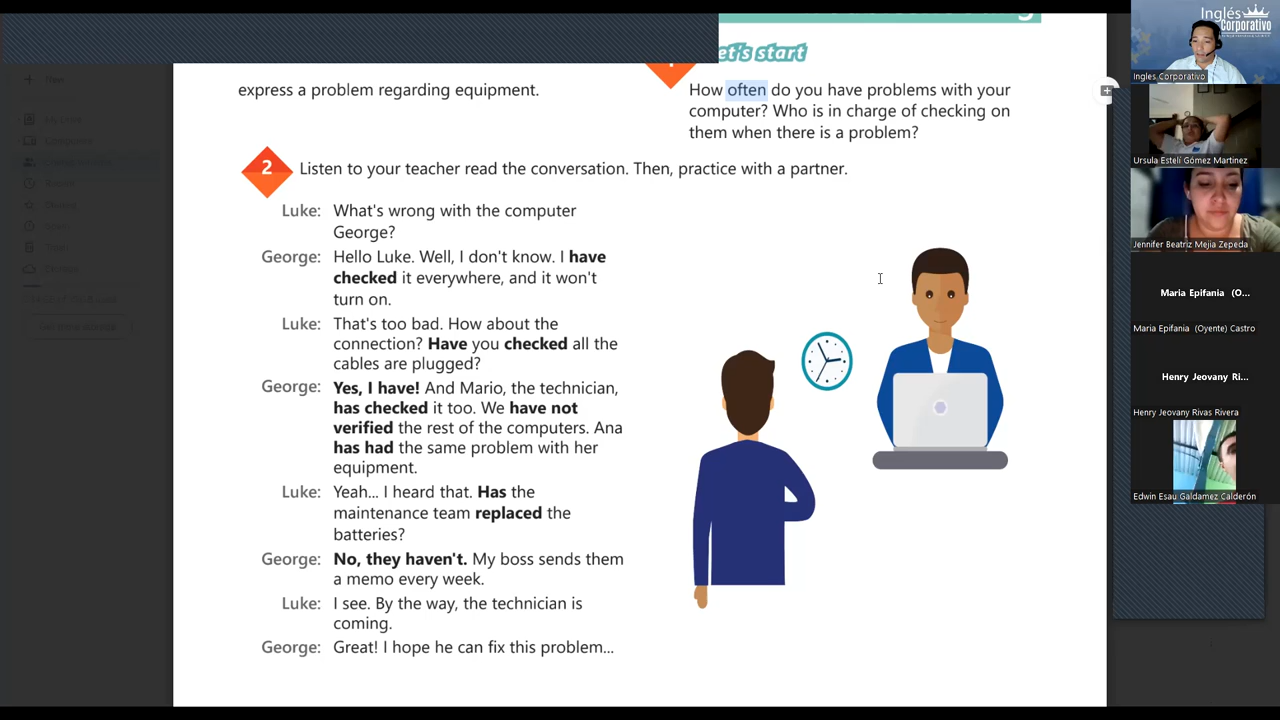 Let's start
express a problem regarding equipment.
How often do you have problems with your
computer? Who is in charge of checking on
them when there is a problem?
2 Listen to your teacher read the conversation. Then, practice with a partner.
Luke: What's wrong with the computer
George?
George: Hello Luke. Well, I don't know. I have
checked it everywhere, and it won't
turn on.
Luke: That's too bad. How about the
connection? Have you checked all the
cables are plugged?
George: Yes, I have! And Mario, the technician,
has checked it too. We have not
verified the rest of the computers. Ana
has had the same problem with her
equipment.
Luke: Yeah... I heard that. Has the
maintenance team replaced the
batteries?
George: No, they haven't. My boss sends them
a memo every week.
Luke: I see. By the way, the technician is
coming.
George: Great! I hope he can fix this problem...
Inglés
Corporativo
Ingles Corporativo
Ursula Estelí Gómez Martinez
Jennifer Beatriz Mejia Zepeda
Maria Epifania (O...
Maria Epifania (Oyente) Castro
Henry Jeovany Ri...
Henry Jeovany Rivas Rivera
Edwin Esau Galdamez Calderón